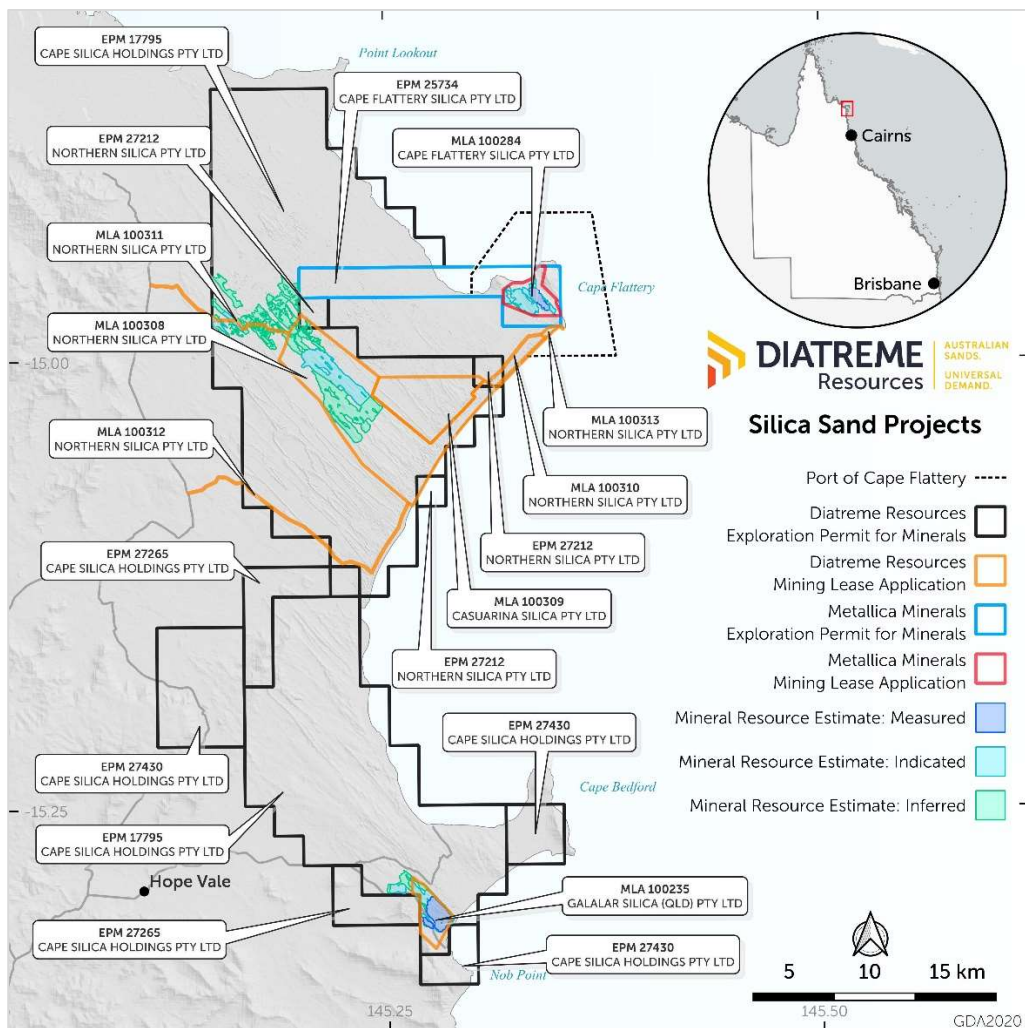 EPM 17795
CAPE SILICA HOLDINGS PTY LTD
Point Lookout
EPM 25734
CAPE FLATTERY SILICA PTY LTD
EPM 27212
NORTHERN SILICA PTY LTD
MLA 100284
CAPE FLATTERY SILICA PTY LTD
MLA 100311
NORTHERN SILICA PTY LTD
Cape Flattery
MLA 100308
NORTHERN SILICA PTY LTD
-15.00
MLA 100312
NORTHERN SILICA PTY LTD
MLA 100313
NORTHERN SILICA PTY LTD
MLA 100310
NORTHERN SILICA PTY LTD
EPM 27265
CAPE SILICA HOLDINGS PTY LTD
EPM 27212
NORTHERN SILICA PTY LTD
MLA 100309
CASUARINA SILICA PTY LTD
EPM 27212
NORTHERN SILICA PTY LTD
EPM 27430
CAPE SILICA HOLDINGS PTY LTD
EPM 27430
CAPE SILICA HOLDINGS PTY LTD
Cape Bedford
-15.25
EPM 17795
CAPE SILICA HOLDINGS PTY LTD
Hope Vale
MLA 100235
GALALAR SILICA (QLD) PTY LTD
EPM 27265
CAPE SILICA HOLDINGS PTY LTD
EPM 27430
CAPE SILICA HOLDINGS PTY LTD
Nob Point
145.25
145.50
Cairns
Brisbane
DIATREME
Resources
AUSTRALIAN
SANDS.
UNIVERSAL
DEMAND.
Silica Sand Projects
Port of Cape Flattery
Diatreme Resources
Exploration Permit for Minerals
Diatreme Resources
Mining Lease Application
Metallica Minerals
Exploration Permit for Minerals
Metallica Minerals
Mining Lease Application
Mineral Resource Estimate: Measured
Mineral Resource Estimate: Indicated
Mineral Resource Estimate: Inferred
5 10 15 km
GDA2020